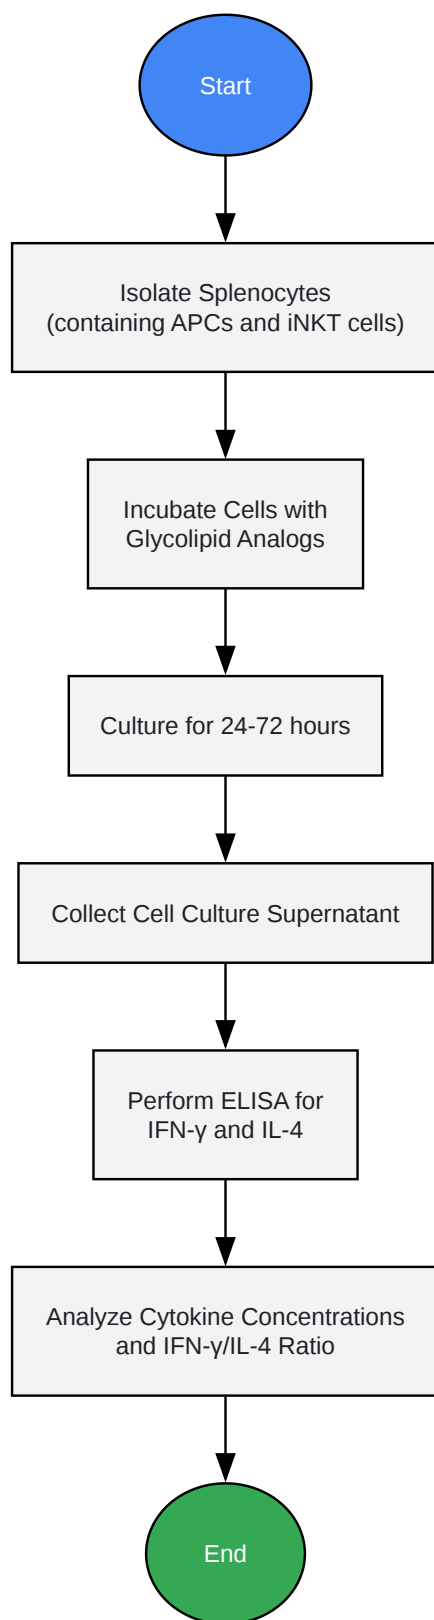 Start
Isolate Splenocytes
(containing APCs and iNKT cells)
Incubate Cells with
Glycolipid Analogs
Culture for 24-72 hours
Collect Cell Culture Supernatant
Perform ELISA for
IFN-γ and IL-4
Analyze Cytokine Concentrations
and IFN-γ/IL-4 Ratio
End